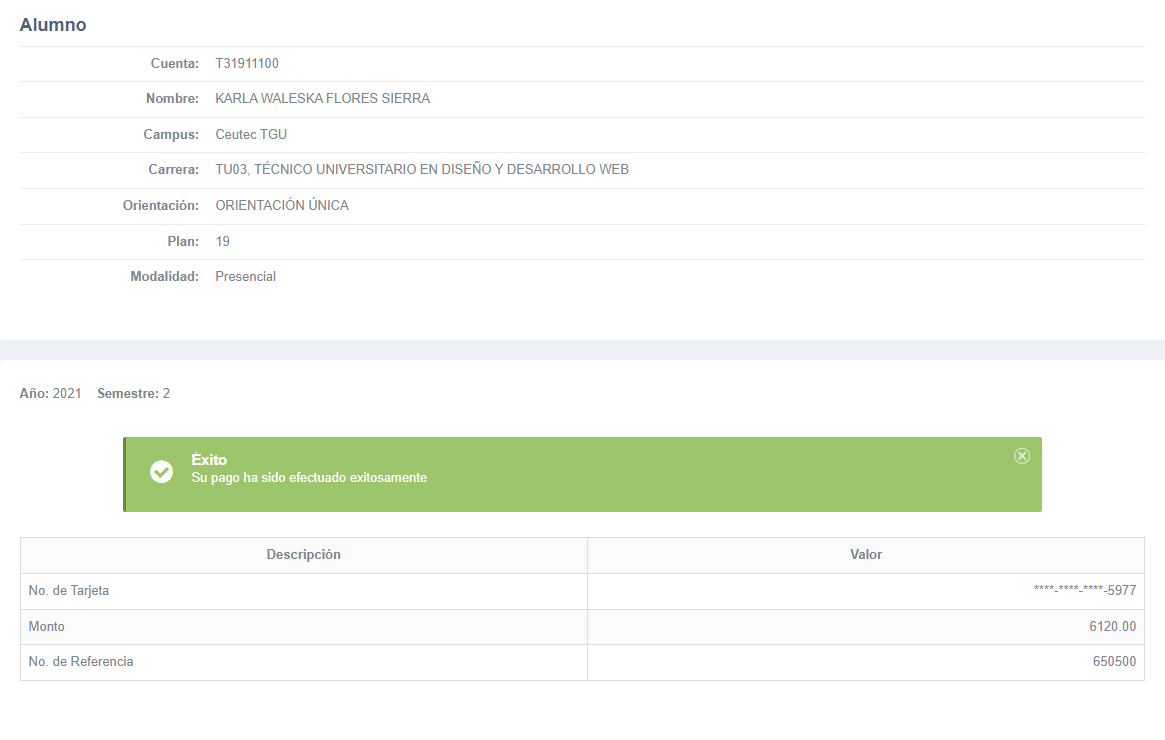 Alumno
Cuenta: T31911100
Nombre: KARLA WALESKA FLORES SIERRA
Campus: Ceutec TGU
Carrera: TU03, TÉCNICO UNIVERSITARIO EN DISEÑO Y DESARROLLO WEB
Orientación: ORIENTACIÓN ÚNICA
Plan: 19
Modalidad: Presencial
Año: 2021 Semestre: 2
Éxito
Su pago ha sido efectuado exitosamente
Descripción Valor
No. de Tarjeta ****-****-****-5977
Monto 6120.00
No. de Referencia 650500